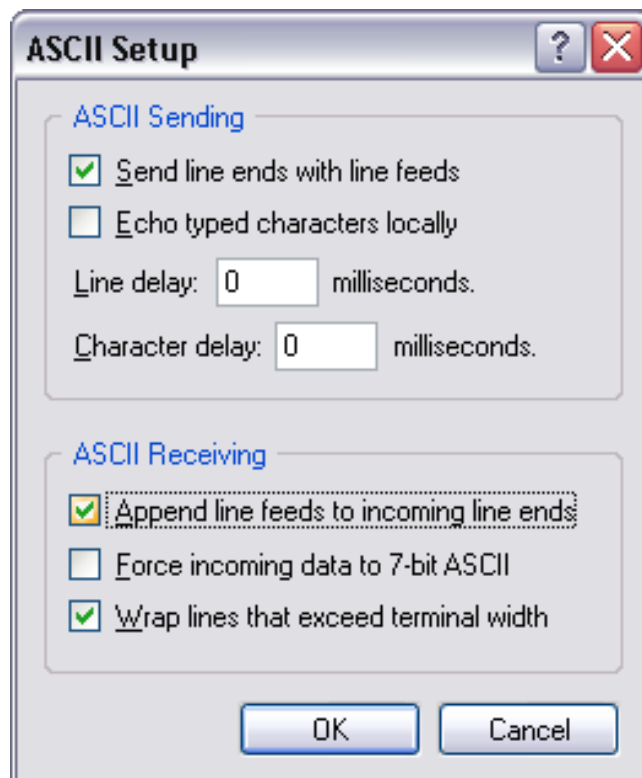 ASCII Setup
?
ASCII Sending
Send line ends with line feeds
Echo typed characters locally
Line delay: 0 milliseconds.
Character delay: 0 milliseconds.
ASCII Receiving
Append line feeds to incoming line ends
Force incoming data to 7-bit ASCII
Wrap lines that exceed terminal width
OK Cancel